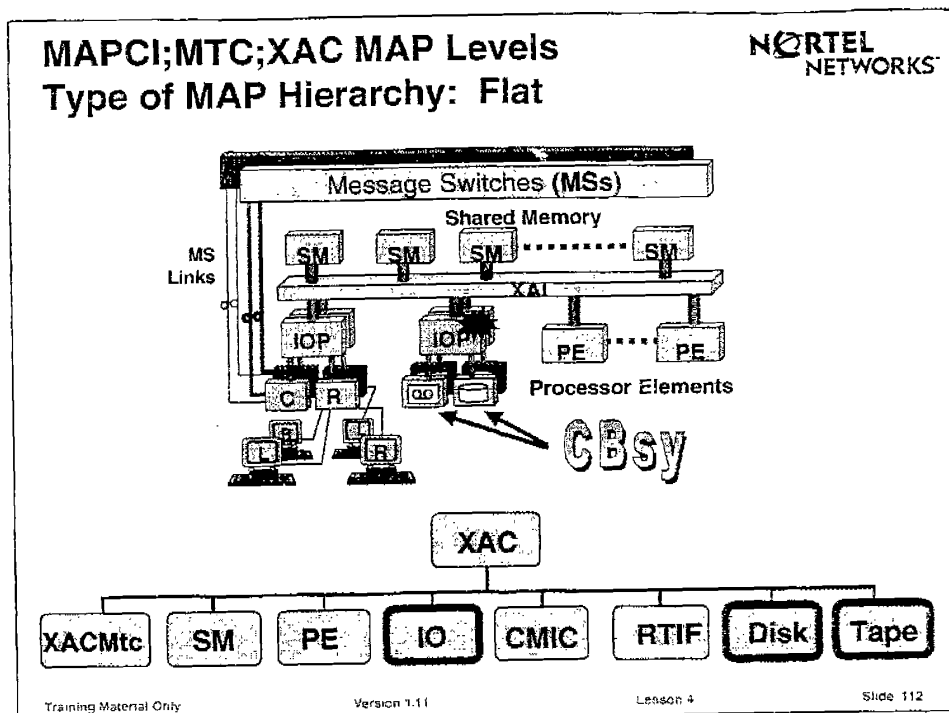 MAPCI;MTC;XAC MAP Levels
Type of MAP Hierarchy: Flat
NORTEL
NETWORKS
Message Switches (MSs)
Shared Memory
MS
Links
SM SM SM SM
XAI
IOP IOP PE PE
C R
Processor Elements
CBsy
L R
XAC
XACMtc SM PE IO CMIC RTIF Disk Tape
Training Material Only Version 1.11 Lesson 4 Slide 112